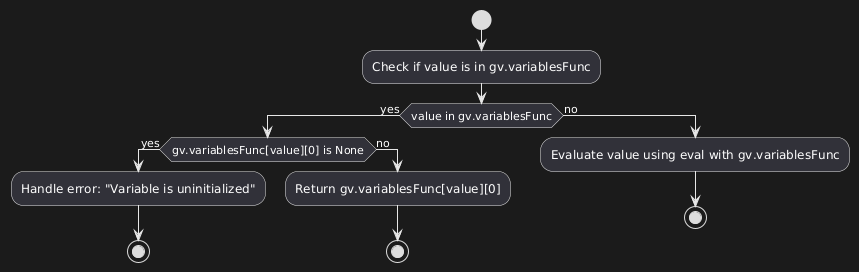 Check if value is in gv.variablesFunc
yes
value in gv.variablesFunc
no
yes
gv.variablesFunc[value][0] is None
no
Evaluate value using eval with gv.variablesFunc
Handle error: "Variable is uninitialized"
Return gv.variablesFunc[value][0]